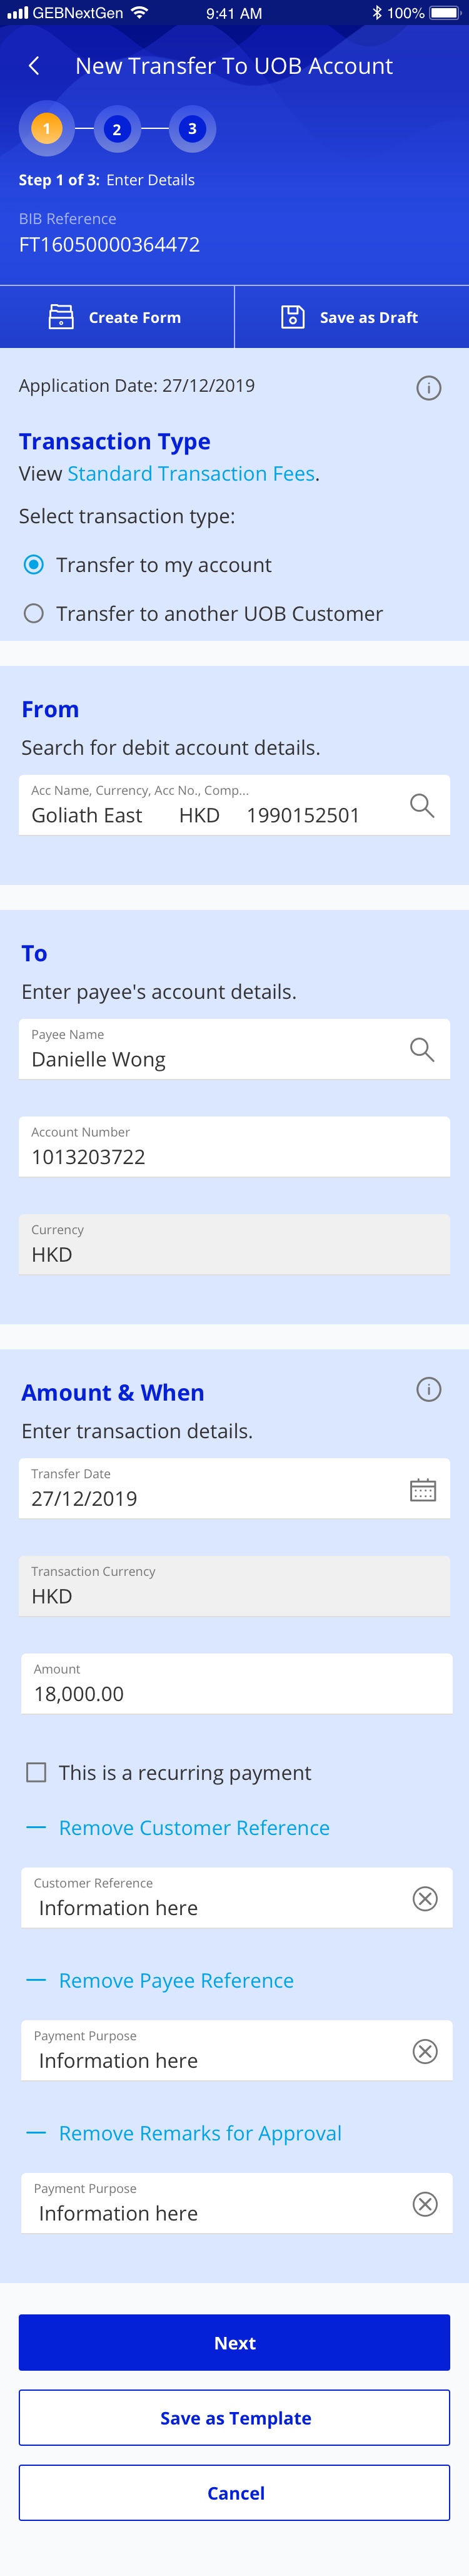 GEBNextGen 9:41 AM 100%
New Transfer To UOB Account
1 2 3
Step 1 of 3: Enter Details
BIB Reference
FT16050000364472
Create Form Save as Draft
Application Date: 27/12/2019
Transaction Type
View Standard Transaction Fees.
Select transaction type:
Transfer to my account
Transfer to another UOB Customer
From
Search for debit account details.
Acc Name, Currency, Acc No., Comp...
Goliath East HKD 1990152501
To
Enter payee's account details.
Payee Name
Danielle Wong
Account Number
1013203722
Currency
HKD
Amount & When
Enter transaction details.
Transfer Date
27/12/2019
Transaction Currency
HKD
Amount
18,000.00
This is a recurring payment
Remove Customer Reference
Customer Reference
Information here
Remove Payee Reference
Payment Purpose
Information here
Remove Remarks for Approval
Payment Purpose
Information here
Next
Save as Template
Cancel